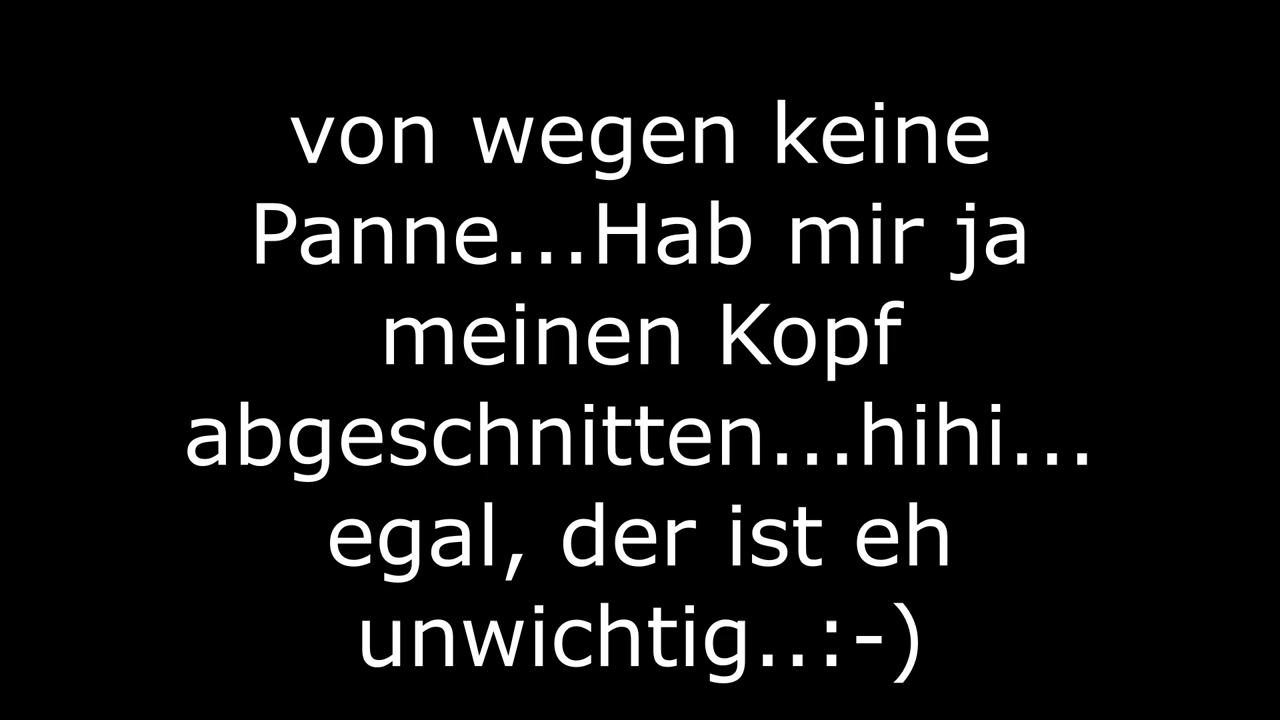 von wegen keine
Panne...Hab mir ja
meinen Kopf
abgeschnitten...hihi...
egal, der ist eh
unwichtig..:-)